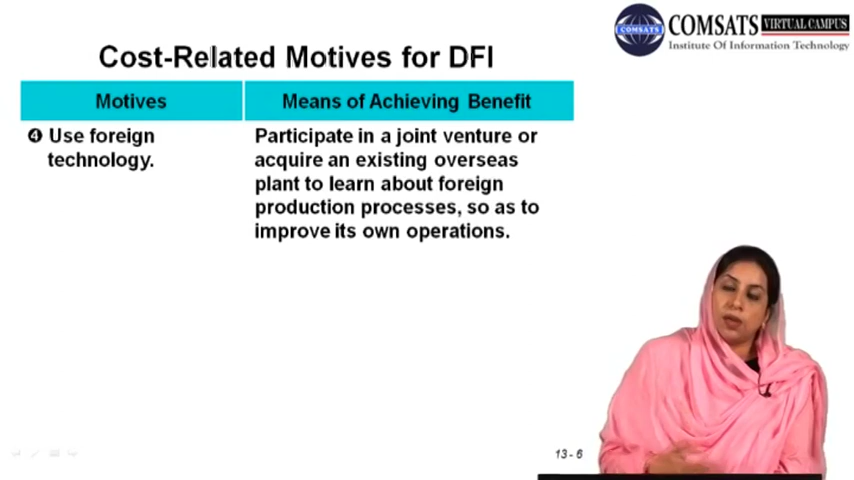 COMSATS VIRTUAL CAMPUS
COMSATS
Institute Of Information Technology
Cost-Related Motives for DFI
Motives
Means of Achieving Benefit
❹ Use foreign
technology.
Participate in a joint venture or
acquire an existing overseas
plant to learn about foreign
production processes, so as to
improve its own operations.
13 - 6